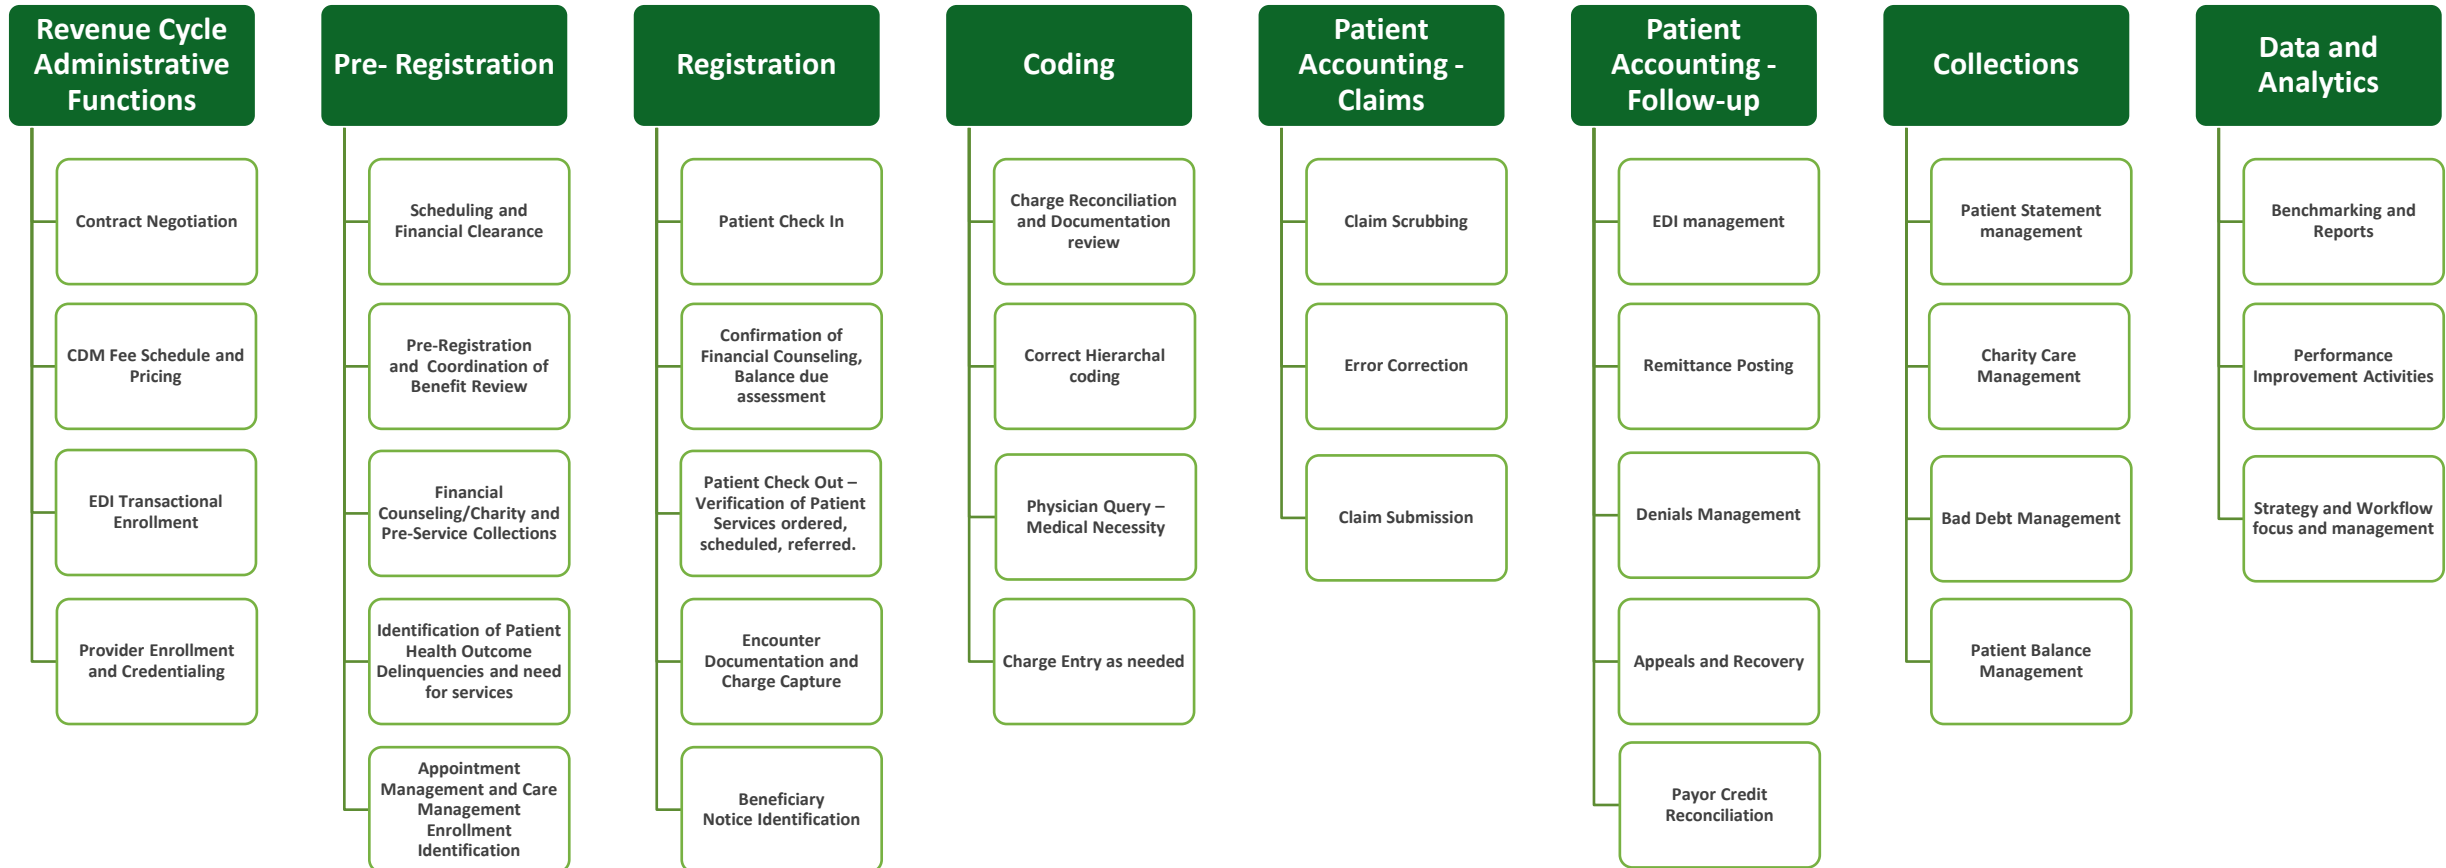 Revenue Cycle
Administrative
Functions
Contract Negotiation
CDM Fee Schedule and
Pricing
EDI Transactional
Enrollment
Provider Enrollment
and Credentialing
Pre- Registration
Scheduling and
Financial Clearance
Pre-Registration
and Coordination of
Benefit Review
Financial
Counseling/Charity and
Pre-Service Collections
Identification of Patient
Health Outcome
Delinquencies and need
for services
Appointment
Management and Care
Management
Enrollment
Identification
Registration
Patient Check In
Confirmation of
Financial Counseling,
Balance due
assessment
Patient Check Out –
Verification of Patient
Services ordered,
scheduled, referred.
Encounter
Documentation and
Charge Capture
Beneficiary
Notice Identification
Coding
Charge Reconciliation
and Documentation
review
Correct Hierarchal
coding
Physician Query –
Medical Necessity
Charge Entry as needed
Patient
Accounting -
Claims
Claim Scrubbing
Error Correction
Claim Submission
Patient
Accounting -
Follow-up
EDI management
Remittance Posting
Denials Management
Appeals and Recovery
Payor Credit
Reconciliation
Collections
Patient Statement
management
Charity Care
Management
Bad Debt Management
Patient Balance
Management
Data and
Analytics
Benchmarking and
Reports
Performance
Improvement Activities
Strategy and Workflow
focus and management